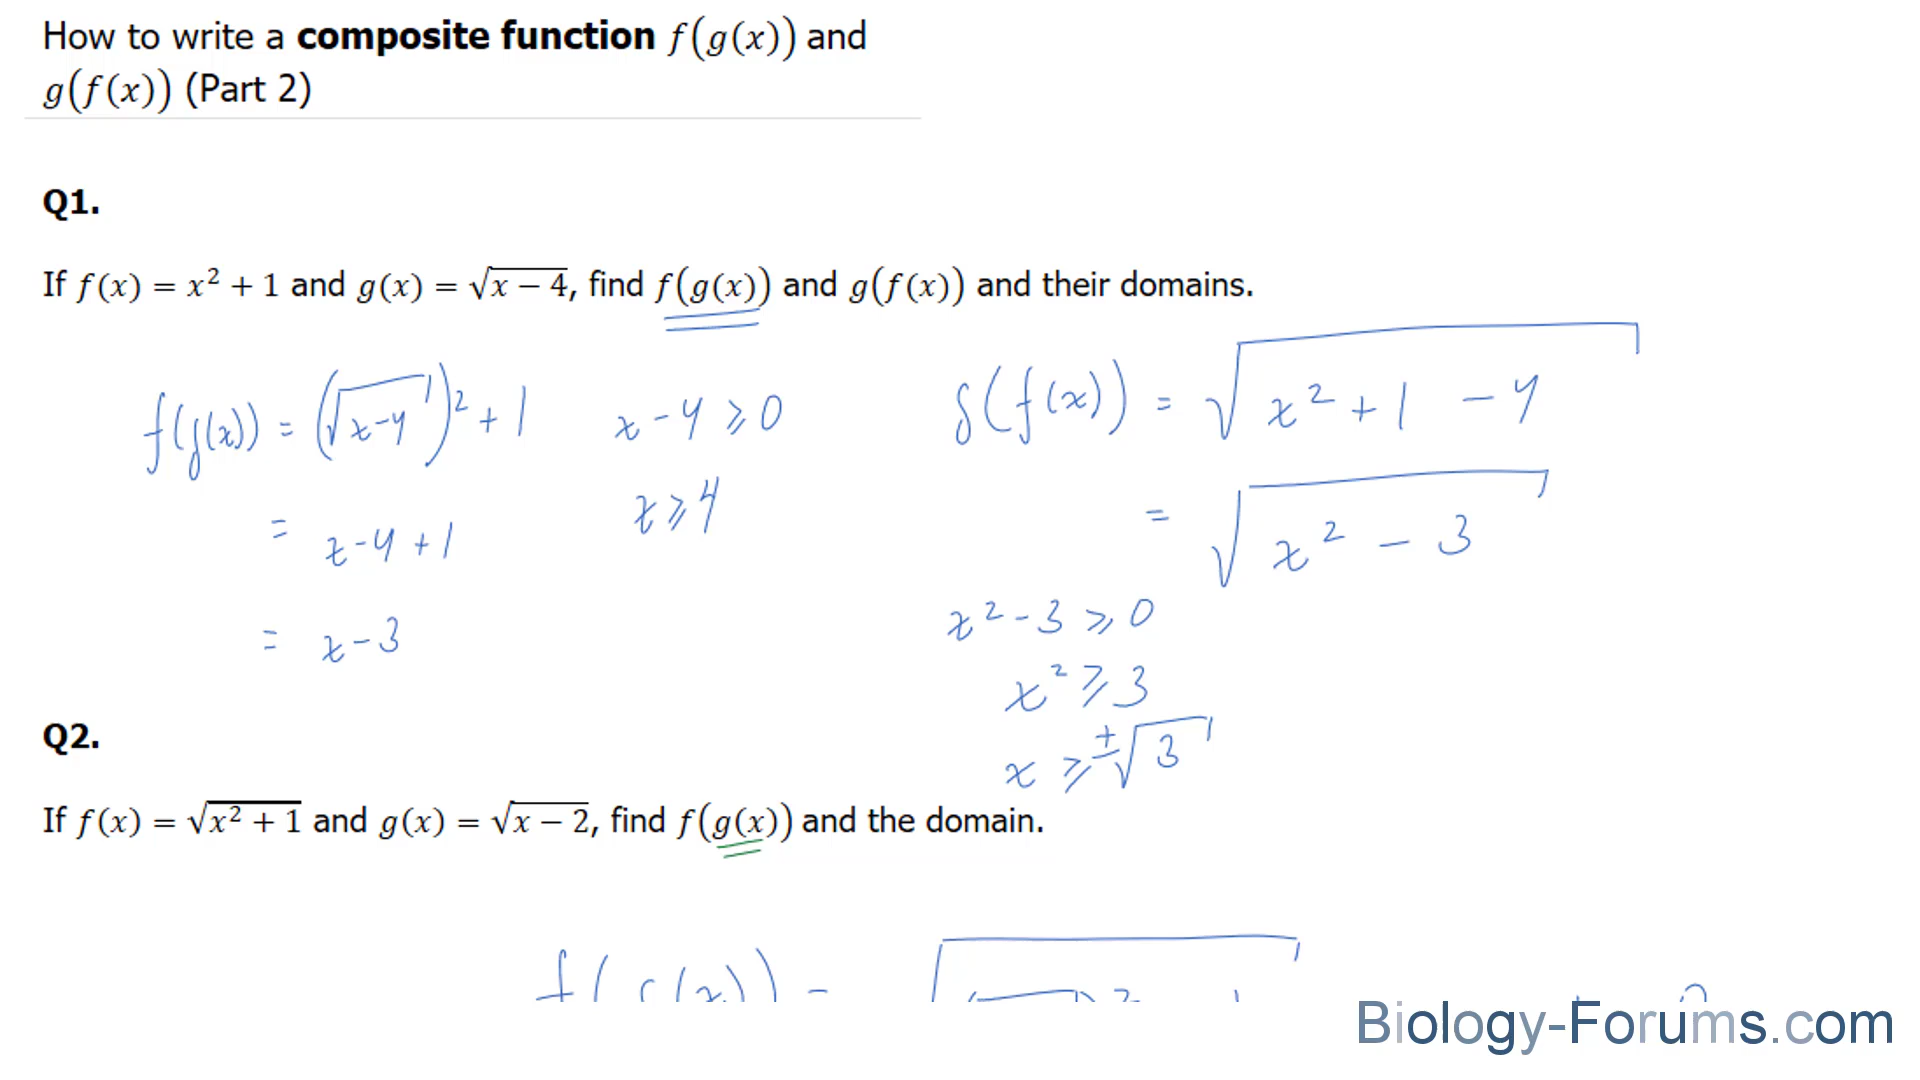 How to write a composite function f(g(x)) and
g(f(x)) (Part 2)
Q1.
If f(x) = x² + 1 and g(x) = √(x − 4), find f(g(x)) and g(f(x)) and their domains.
f(g(x)) = (√(x-4))² + 1
= x-4+1
= x-3
x-4 ≥ 0
x ≥ 4
g(f(x)) = √(x²+1 -4)
= √(x² - 3)
x² - 3 ≥ 0
x² ≥ 3
x ≥ ±√3
Q2.
If f(x) = √(x² + 1) and g(x) = √(x − 2), find f(g(x)) and the domain.
Biology-Forums.com